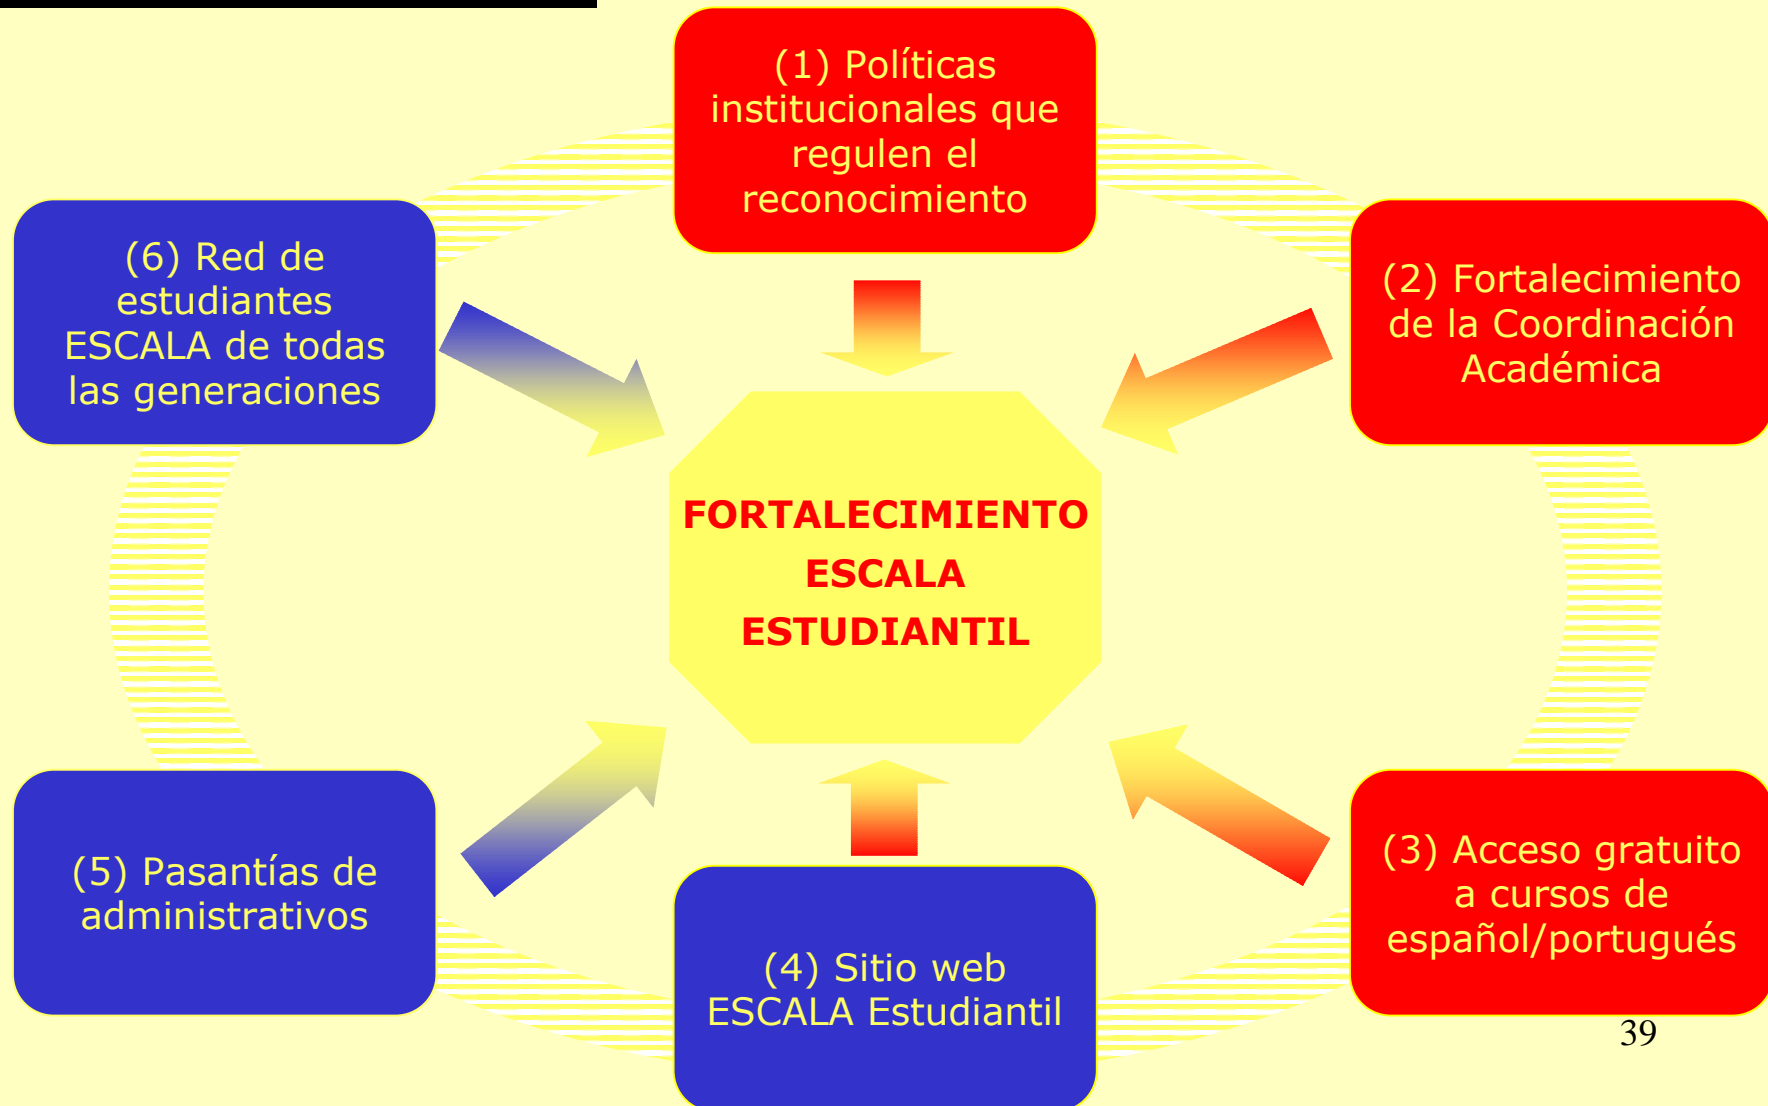 (1) Políticas
institucionales que
regulen el
reconocimiento
(2) Fortalecimiento
de la Coordinación
Académica
(3) Acceso gratuito
a cursos de
español/portugués
(4) Sitio web
ESCALA Estudiantil
(5) Pasantías de
administrativos
(6) Red de
estudiantes
ESCALA de todas
las generaciones
FORTALECIMIENTO
ESCALA
ESTUDIANTIL
39